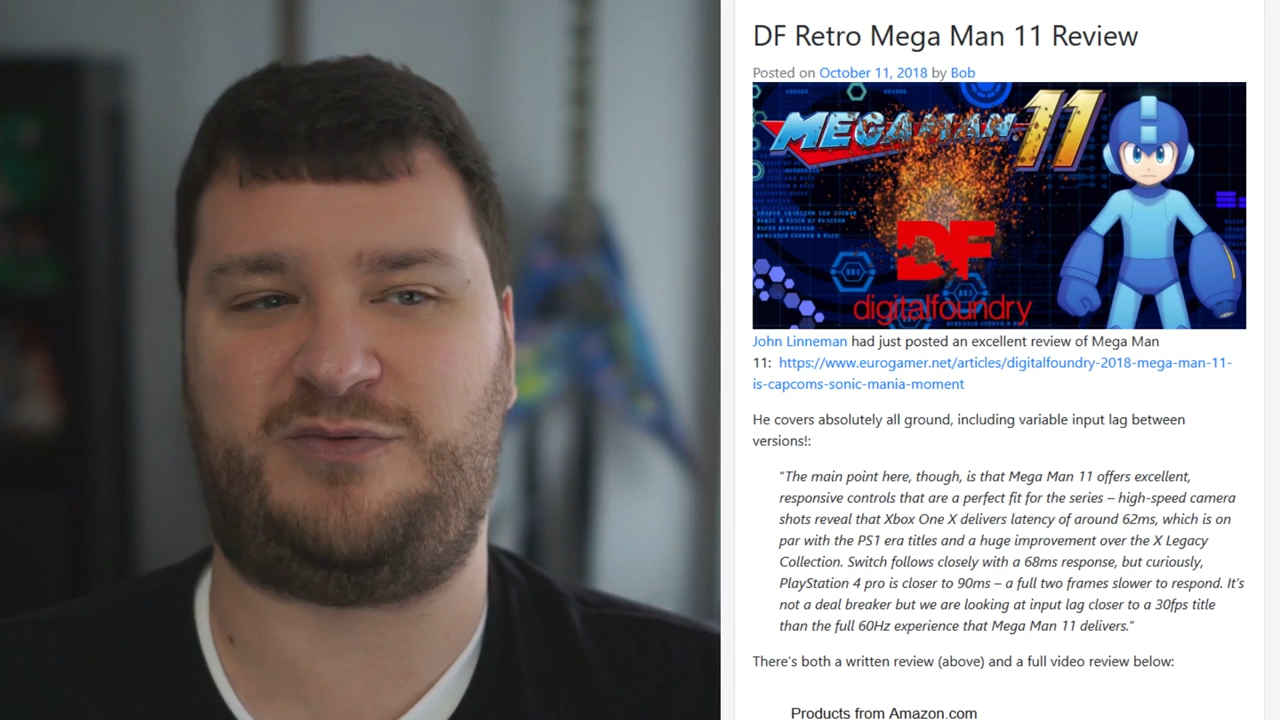 DF Retro Mega Man 11 Review
Posted on October 11, 2018 by Bob
MEGA MAN 11
DF
digitalfoundry
John Linneman had just posted an excellent review of Mega Man
11: https://www.eurogamer.net/articles/digitalfoundry-2018-mega-man-11-
is-capcoms-sonic-mania-moment
He covers absolutely all ground, including variable input lag between
versions!:
"The main point here, though, is that Mega Man 11 offers excellent,
responsive controls that are a perfect fit for the series – high-speed camera
shots reveal that Xbox One X delivers latency of around 62ms, which is on
par with the PS1 era titles and a huge improvement over the X Legacy
Collection. Switch follows closely with a 68ms response, but curiously,
PlayStation 4 pro is closer to 90ms – a full two frames slower to respond. It's
not a deal breaker but we are looking at input lag closer to a 30fps title
than the full 60Hz experience that Mega Man 11 delivers."
There's both a written review (above) and a full video review below:
Products from Amazon.com